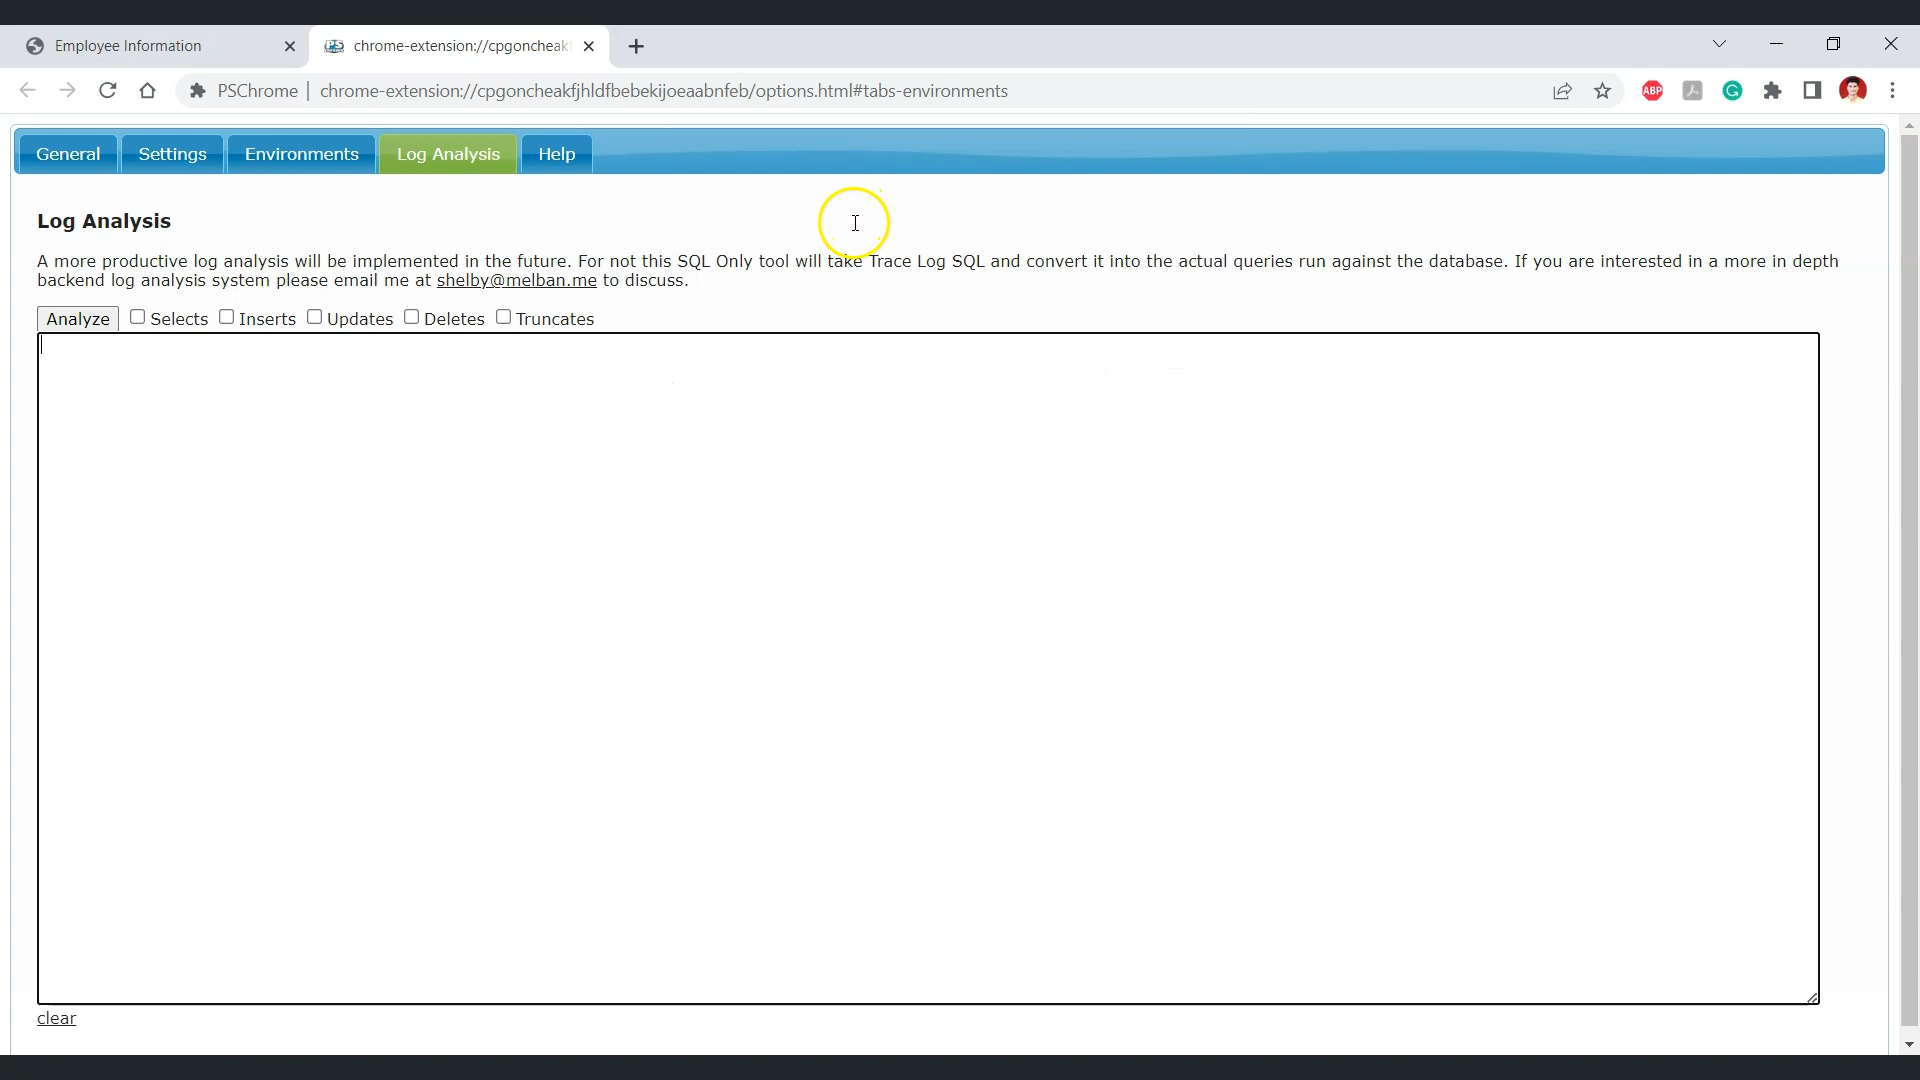 Employee Information
chrome-extension://cpgoncheakf
PSChrome | chrome-extension://cpgoncheakfjhldfbebekijoeaabnfeb/options.html#tabs-environments
ABP
G
General
Settings
Environments
Log Analysis
Help
Log Analysis
A more productive log analysis will be implemented in the future. For not this SQL Only tool will take Trace Log SQL and convert it into the actual queries run against the database. If you are interested in a more in depth
backend log analysis system please email me at shelby@melban.me to discuss.
Analyze Selects Inserts Updates Deletes Truncates
clear